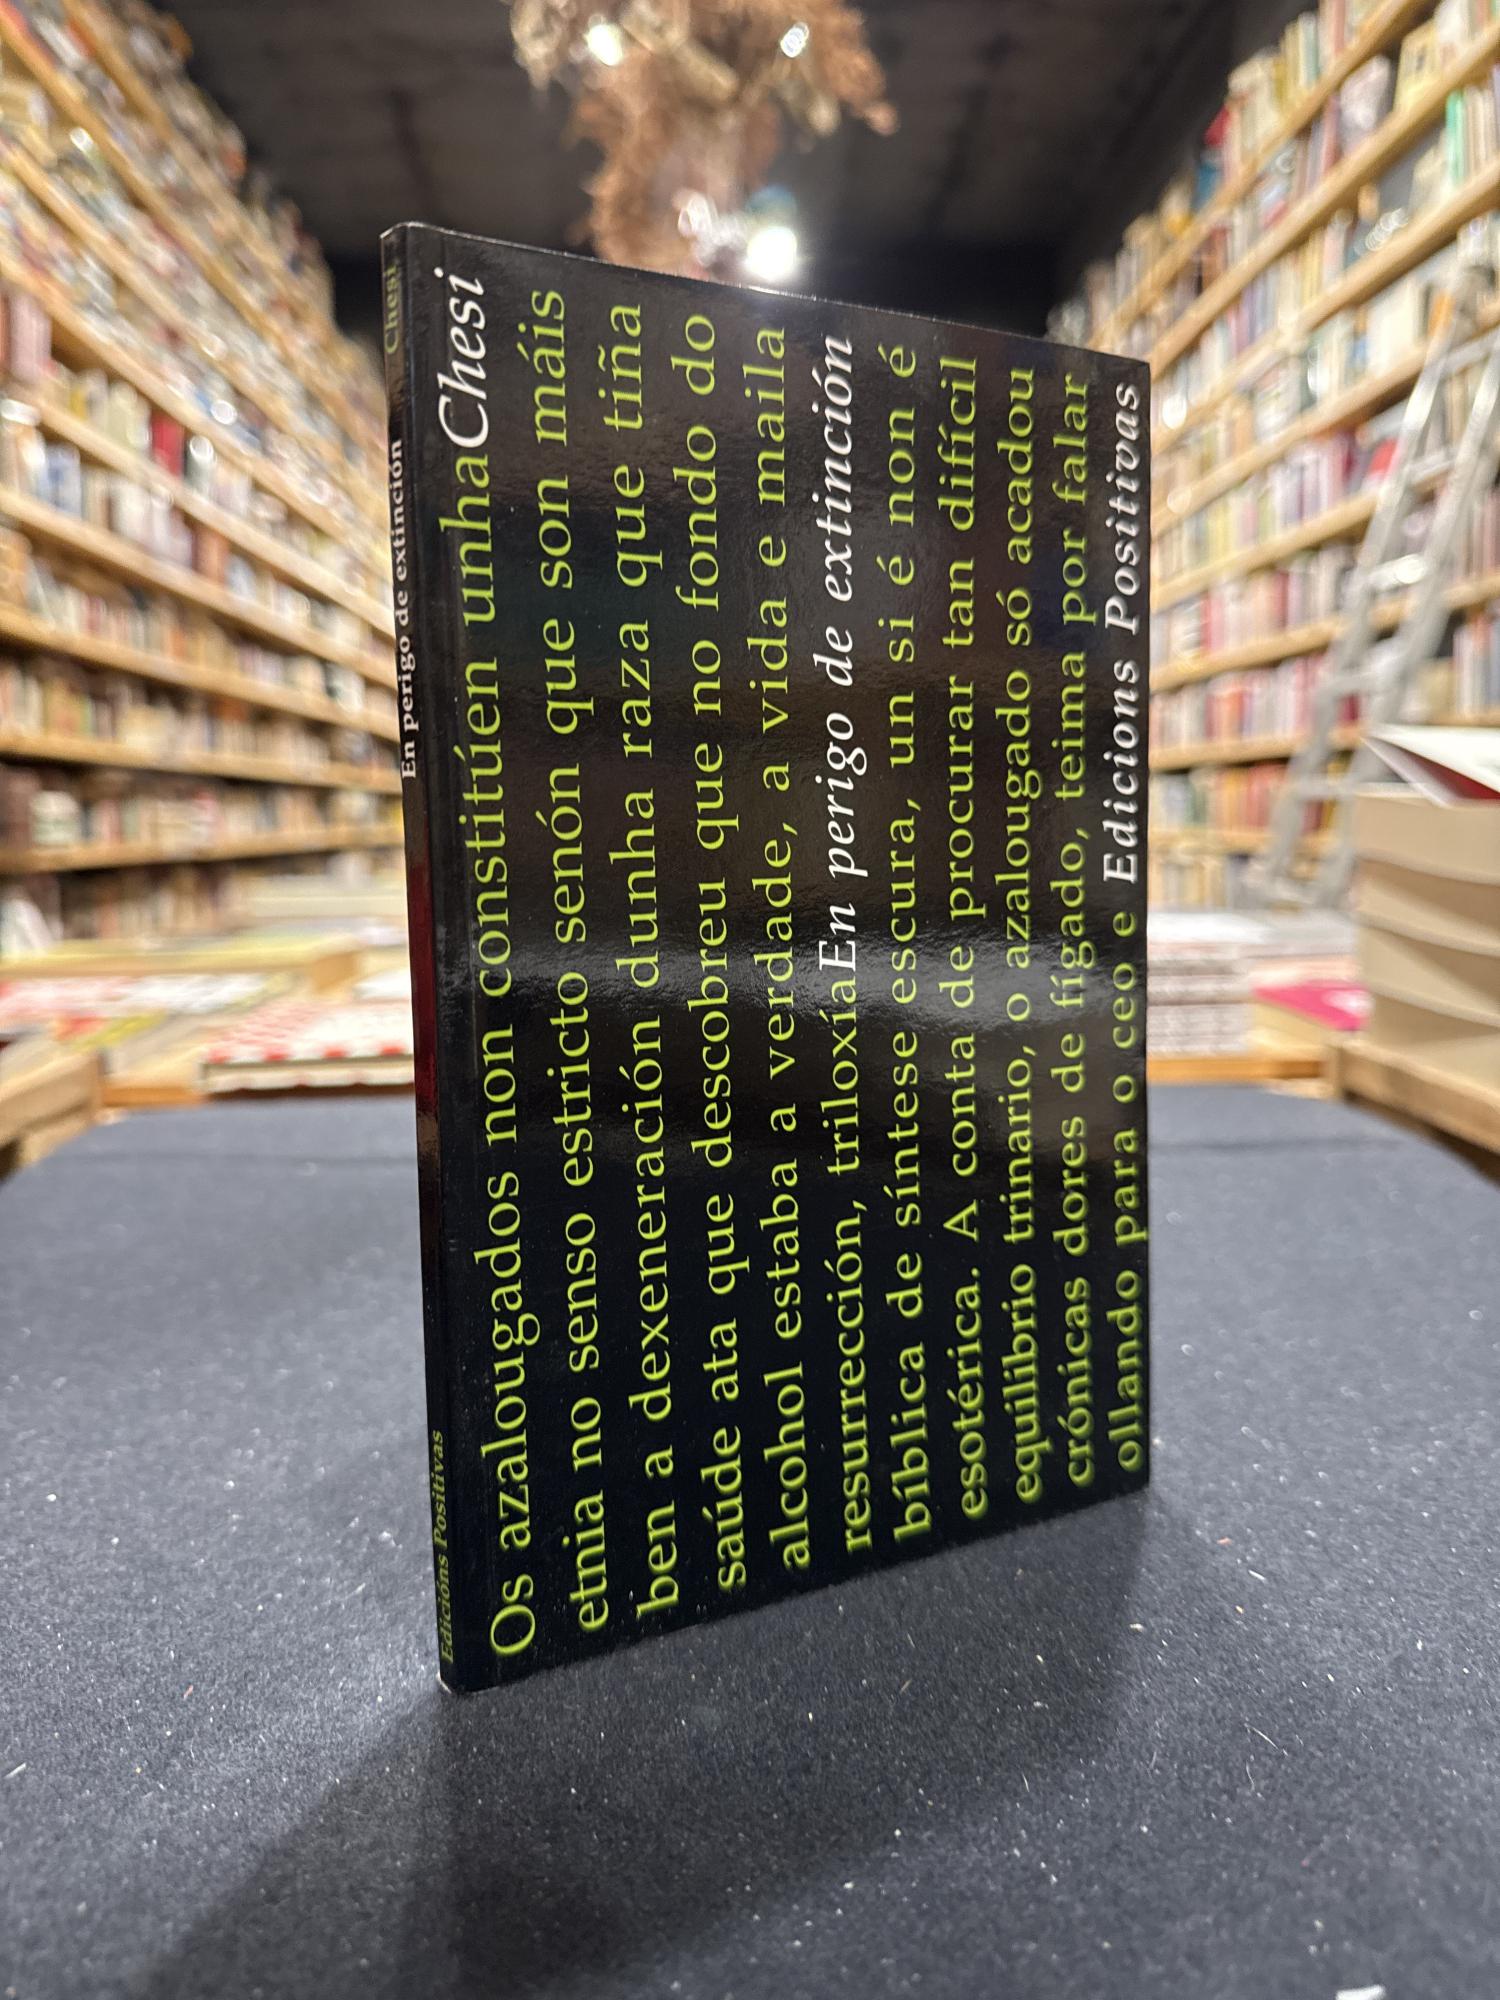 Chesi
En perigo de extinción
Edicións Positivas
Os azalougados non constitúen unhaChesi
etnia no senso estricto senón que son máis
ben a dexeneración dunha raza que tiña
saúde ata que descobreu que no fondo do
alcohol estaba a verdade, a vida e maila
resurrección, triloxíaEn perigo de extinción
bíblica de síntese escura, un si é non é
esotérica. A conta de procurar tan difícil
equilibrio trinario, o azalougado só acadou
crónicas dores de fígado, teima por falar
ollando para o ceo e Edicions Positivas